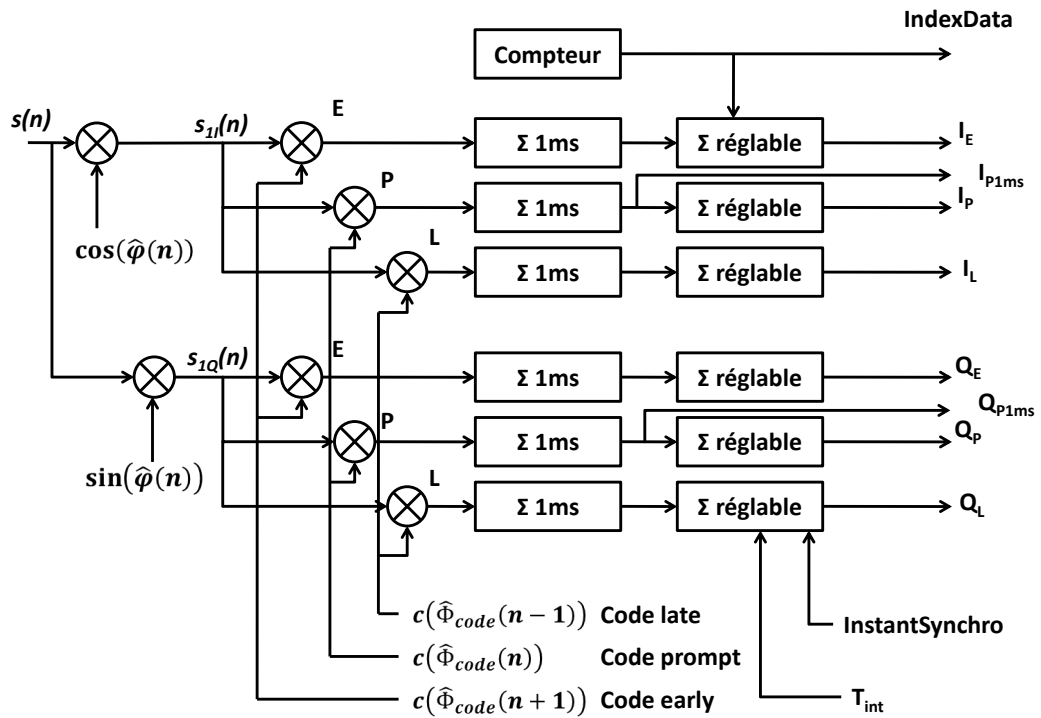 IndexData
Compteur
s(n)
s1I(n)
E
Σ 1ms
Σ réglable
IE
IP1ms
P
Σ 1ms
Σ réglable
IP
cos(φ̂(n))
L
Σ 1ms
Σ réglable
IL
s1Q(n)
E
Σ 1ms
Σ réglable
QE
QP1ms
P
Σ 1ms
Σ réglable
QP
sin(φ̂(n))
L
Σ 1ms
Σ réglable
QL
c(Φ̂code(n − 1)) Code late
InstantSynchro
c(Φ̂code(n)) Code prompt
c(Φ̂code(n + 1)) Code early
Tint